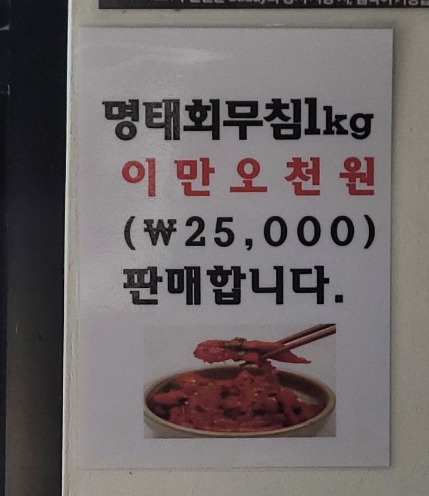 명태회무침1kg
이만오천원
(₩25,000)
판매합니다.